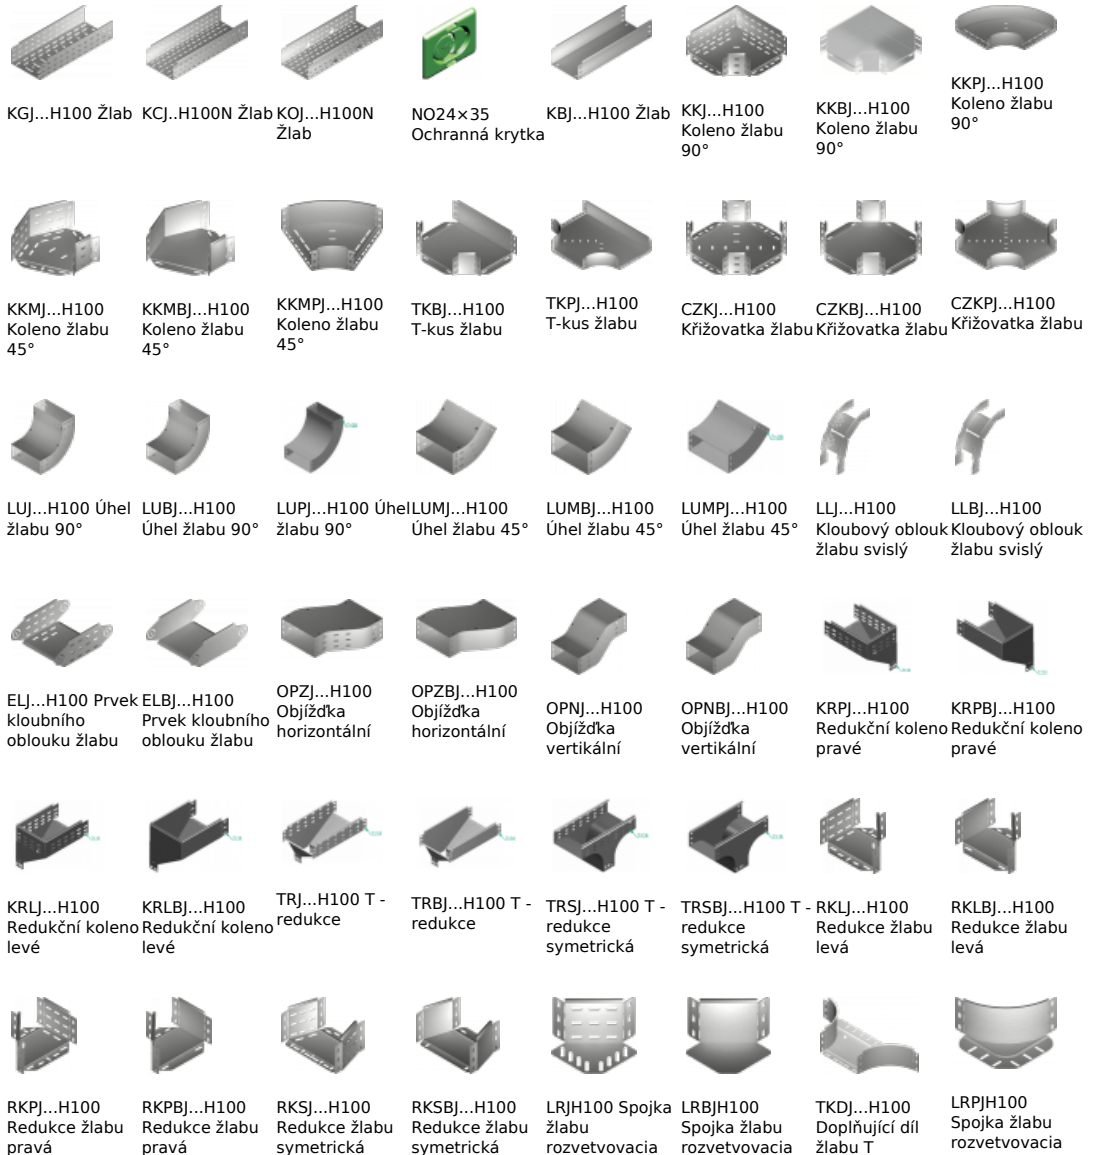 KGJ...H100 Žlab
KCJ..H100N Žlab
KOJ...H100N
Žlab
NO24×35
Ochranná krytka
KBJ...H100 Žlab
KKJ...H100
Koleno žlabu
90°
KKBJ...H100
Koleno žlabu
90°
KKPJ...H100
Koleno žlabu
90°
KKMJ...H100
Koleno žlabu
45°
KKMBJ...H100
Koleno žlabu
45°
KKMPJ...H100
Koleno žlabu
45°
TKBJ...H100
T-kus žlabu
TKPJ...H100
T-kus žlabu
CZKJ...H100
Křižovatka žlabu
CZKBJ...H100
Křižovatka žlabu
CZKPJ...H100
Křižovatka žlabu
LUJ...H100 Úhel
žlabu 90°
LUBJ...H100
Úhel žlabu 90°
LUPJ...H100 Úhel
žlabu 90°
LUMJ...H100
Úhel žlabu 45°
LUMBJ...H100
Úhel žlabu 45°
LUMPJ...H100
Úhel žlabu 45°
LLJ...H100
Kloubový oblouk
žlabu svislý
LLBJ...H100
Kloubový oblouk
žlabu svislý
ELJ...H100 Prvek
kloubního
oblouku žlabu
ELBJ...H100
Prvek kloubního
oblouku žlabu
OPZJ...H100
Objížďka
horizontální
OPZBJ...H100
Objížďka
horizontální
OPNJ...H100
Objížďka
vertikální
OPNBJ...H100
Objížďka
vertikální
KRPJ...H100
Redukční koleno
pravé
KRPBJ...H100
Redukční koleno
pravé
KRLJ...H100
Redukční koleno
levé
KRLBJ...H100
Redukční koleno
levé
TRJ...H100 T -
redukce
TRBJ...H100 T -
redukce
TRSJ...H100 T -
redukce
symetrická
TRSBJ...H100 T -
redukce
symetrická
RKLJ...H100
Redukce žlabu
levá
RKLBJ...H100
Redukce žlabu
levá
RKPJ...H100
Redukce žlabu
pravá
RKPBJ...H100
Redukce žlabu
pravá
RKSJ...H100
Redukce žlabu
symetrická
RKSBJ...H100
Redukce žlabu
symetrická
LRJH100 Spojka
žlabu
rozvetvovacia
LRBJH100
Spojka žlabu
rozvetvovacia
TKDJ...H100
Doplňující díl
žlabu T
LRPJH100
Spojka žlabu
rozvetvovacia